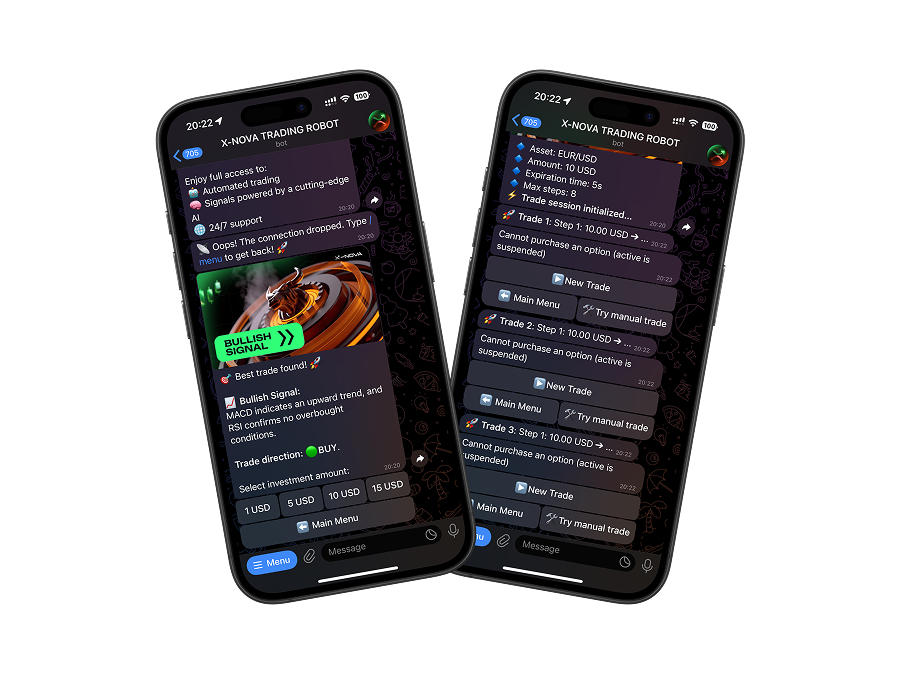 20:22
100
705
X-NOVA TRADING ROBOT
bot
Enjoy full access to:
Automated trading
Signals powered by a cutting-edge
AI
24/7 support
20:20
Oops! The connection dropped. Type /
menu to get back!
20:20
X-NOVA
BULLISH
SIGNAL
Best trade found!
Bullish Signal:
MACD indicates an upward trend, and
RSI confirms no overbought
conditions.
Trade direction: BUY.
Select investment amount:
20:20
1 USD
5 USD
10 USD
15 USD
Main Menu
Menu
Message
20:22
100
705
X-NOVA TRADING ROBOT
bot
Asset: EUR/USD
Amount: 10 USD
Expiration time: 5s
Max steps: 8
Trade session initialized...
20:20
Trade 1: Step 1: 10.00 USD → ...
20:22
Cannot purchase an option (active is
suspended)
20:22
New Trade
Main Menu
Try manual trade
Trade 2: Step 1: 10.00 USD → ...
20:22
Cannot purchase an option (active is
suspended)
20:22
New Trade
Main Menu
Try manual trade
Trade 3: Step 1: 10.00 USD → ...
20:22
Cannot purchase an option (active is
suspended)
20:22
New Trade
Main Menu
Try manual trade
Message